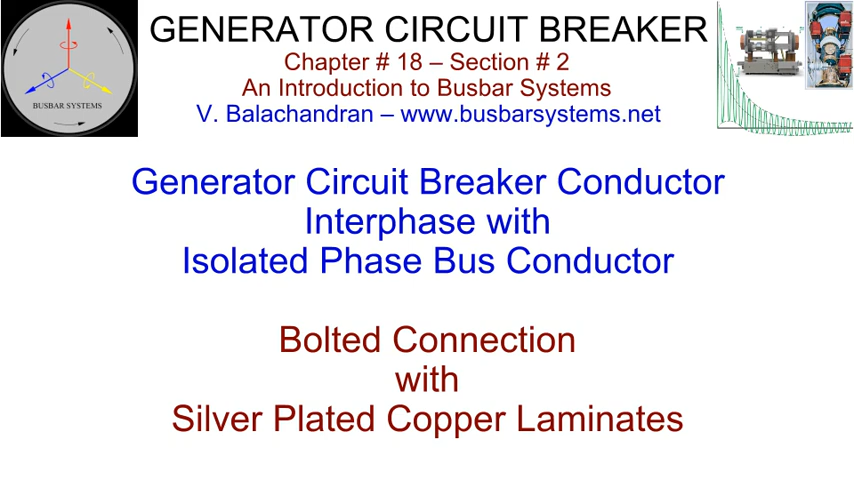 GENERATOR CIRCUIT BREAKER
Chapter # 18 – Section # 2
An Introduction to Busbar Systems
V. Balachandran – www.busbarsystems.net
BUSBAR SYSTEMS
Generator Circuit Breaker Conductor
Interphase with
Isolated Phase Bus Conductor
Bolted Connection
with
Silver Plated Copper Laminates